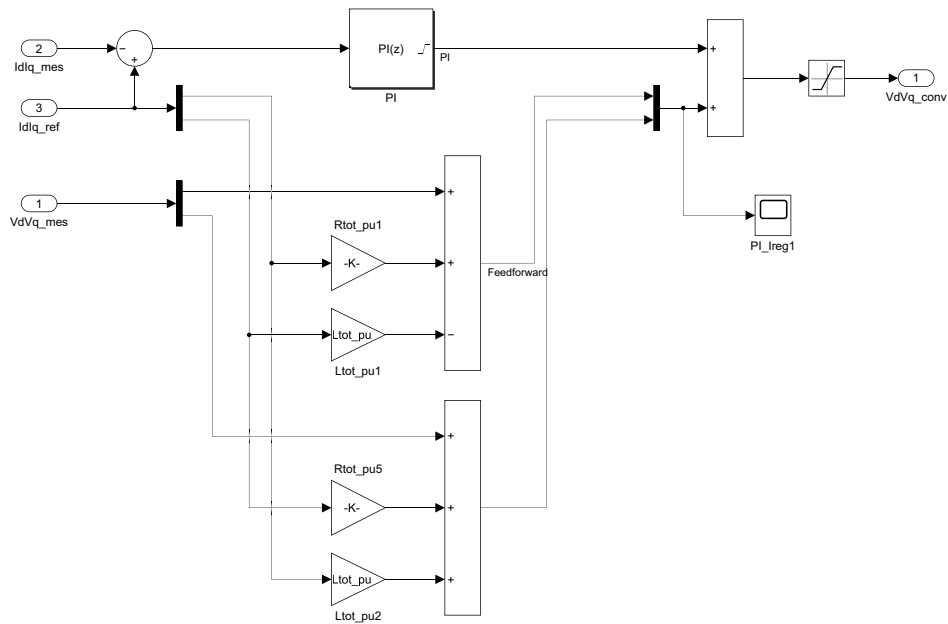 2
IdIq_mes
−
+
PI(z)
PI
PI
+
+
1
VdVq_conv
3
IdIq_ref
1
VdVq_mes
PI_Ireg1
+
Rtot_pu1
-K-
+
Feedforward
Ltot_pu
−
Ltot_pu1
+
Rtot_pu5
-K-
+
Ltot_pu
+
Ltot_pu2